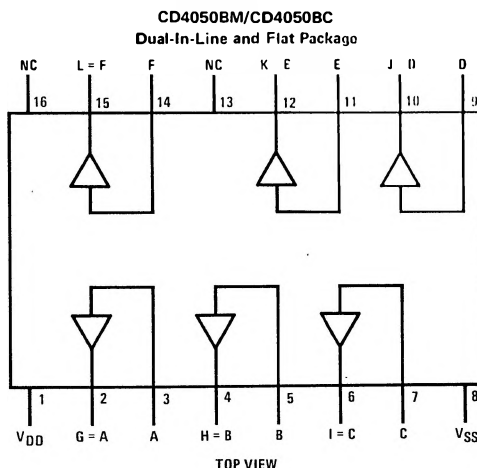 CD4050BM/CD4050BC
Dual-In-Line and Flat Package
NC L = F F NC K E E J D D
16 15 14 13 12 11 10 9
1 2 3 4 5 6 7 8
VDD G = A A H = B B I = C C VSS
TOP VIEW